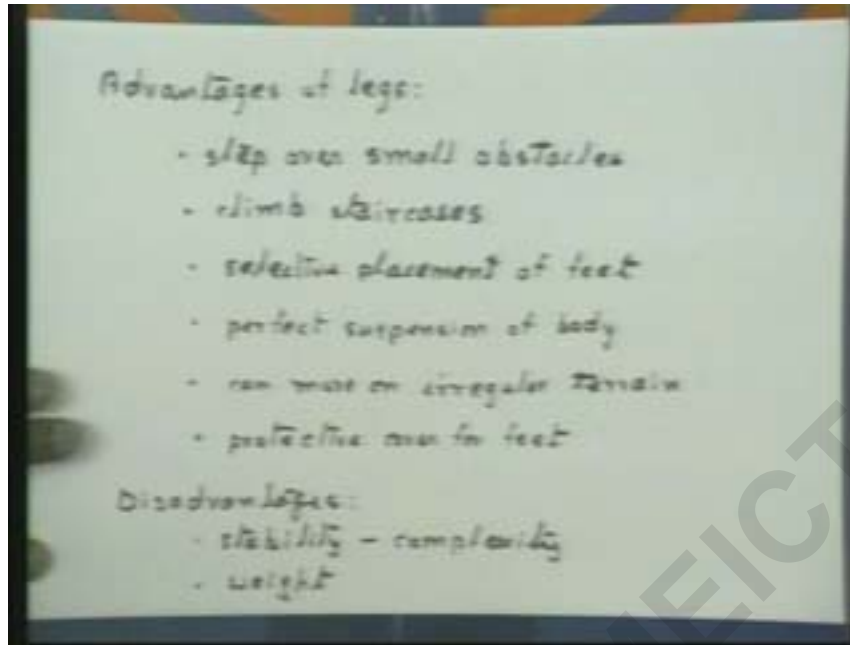 Advantages of legs:
- step over small obstacles
- climb staircases
- selective placement of feet
- perfect suspension of body
- can move on irregular terrain
- protective cover for feet
Disadvantages:
- stability - complexity
- weight
MEICT